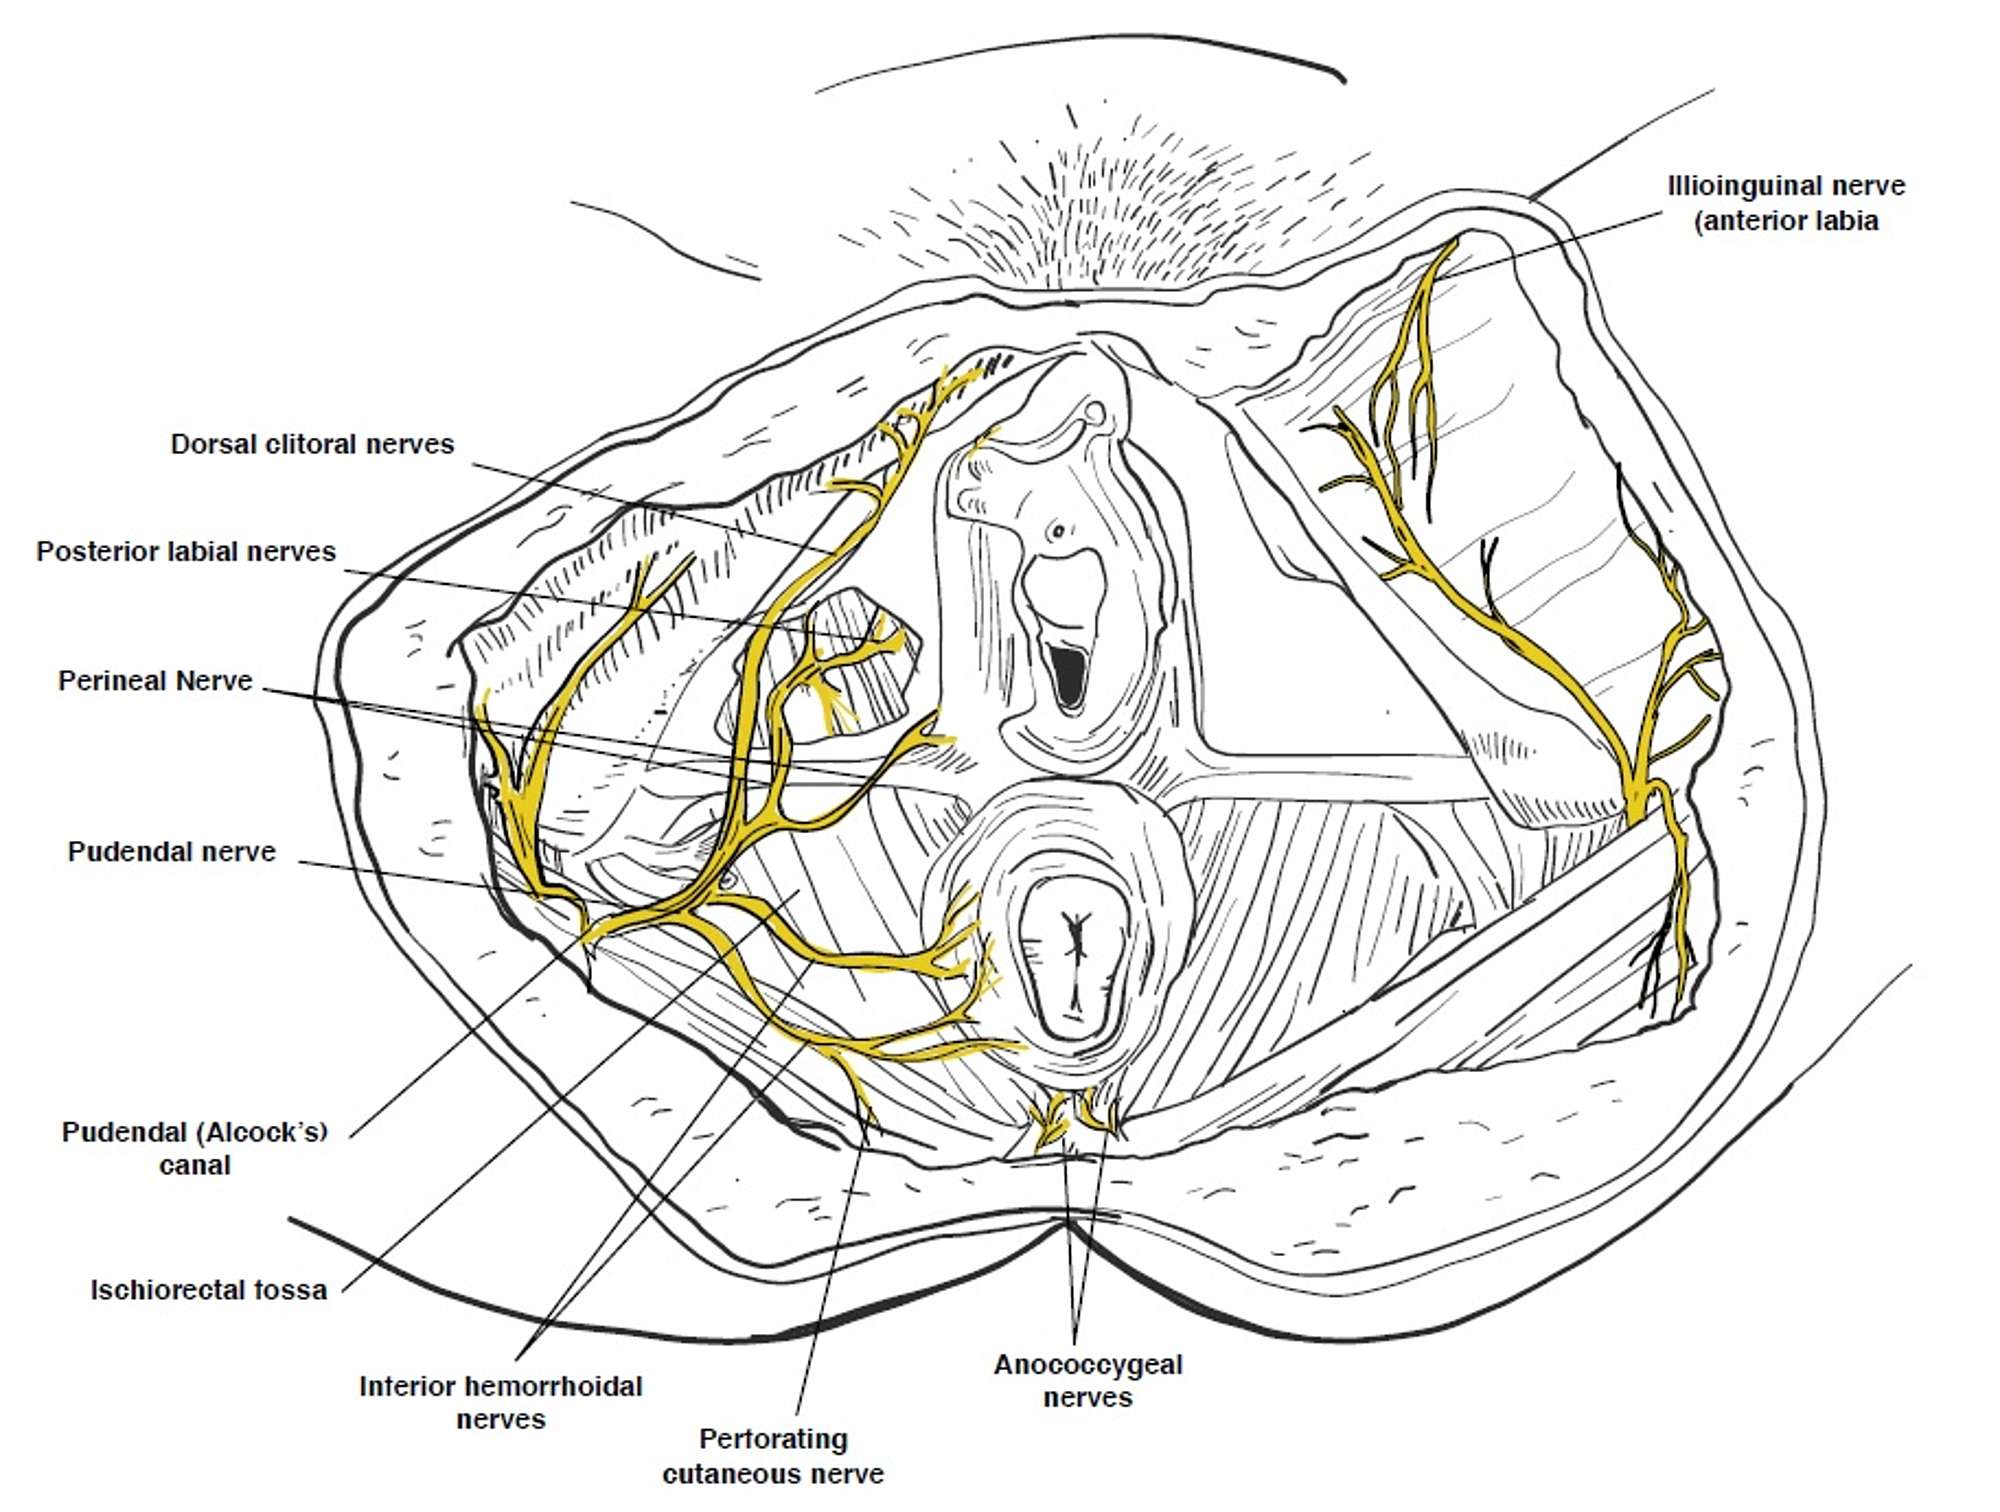 Illioinguinal nerve
(anterior labia
Dorsal clitoral nerves
Posterior labial nerves
Perineal Nerve
Pudendal nerve
Pudendal (Alcock's)
canal
Ischiorectal fossa
Inferior hemorrhoidal
nerves
Perforating
cutaneous nerve
Anococcygeal
nerves